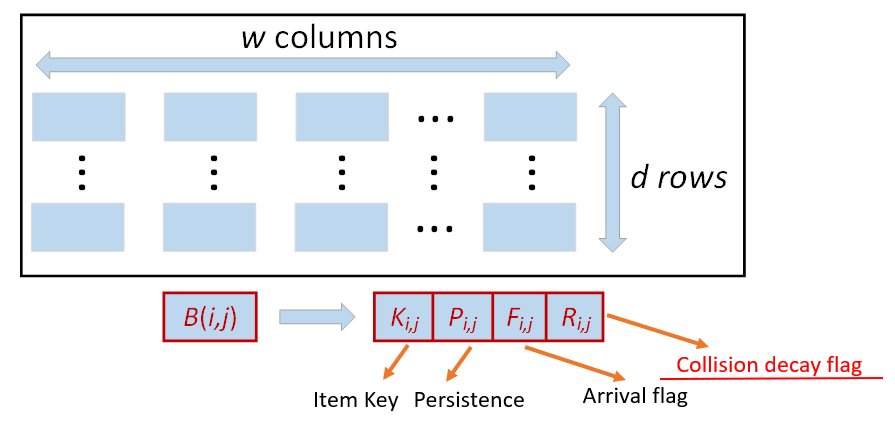 w columns
d rows
B(i,j)
Ki,j Pi,j Fi,j Ri,j
Collision decay flag
Item Key Persistence Arrival flag